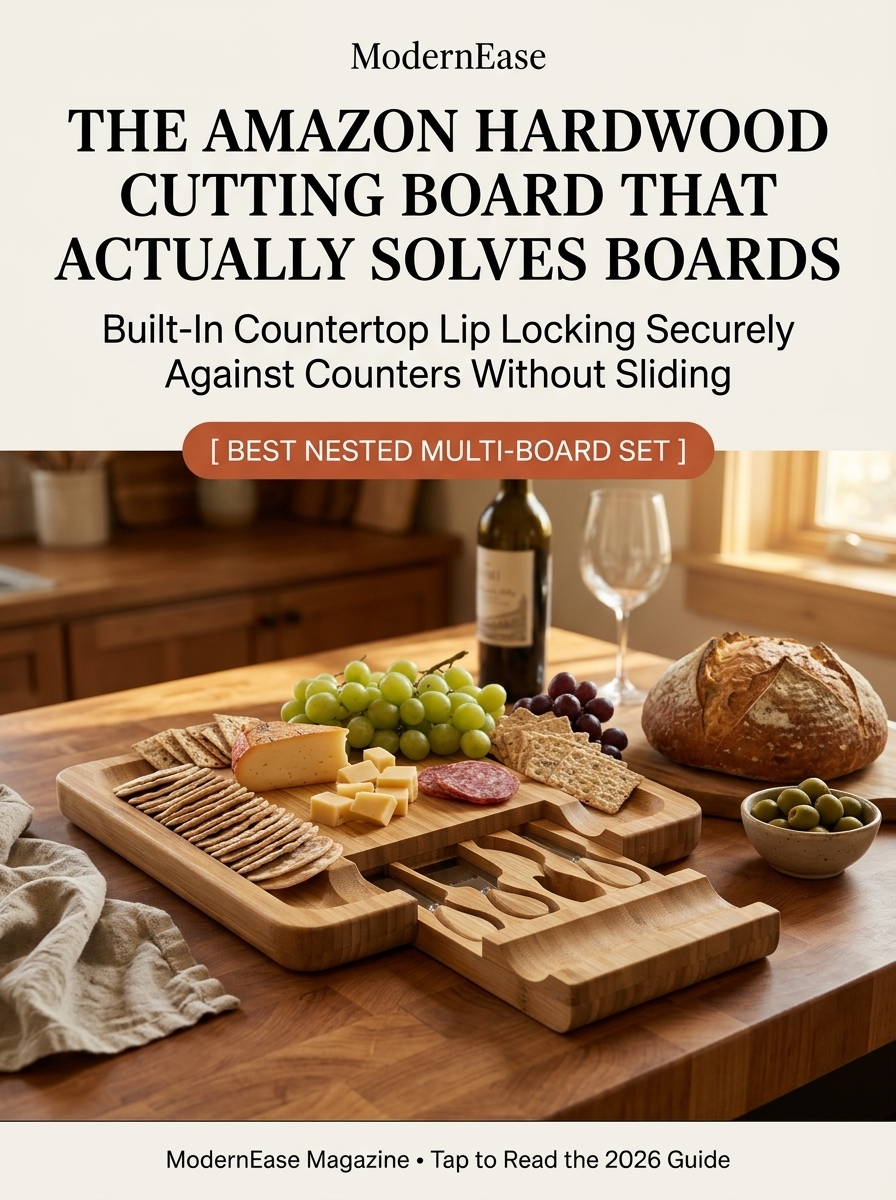 ModernEase
THE AMAZON HARDWOOD
CUTTING BOARD THAT
ACTUALLY SOLVES BOARDS
Built-In Countertop Lip Locking Securely
Against Counters Without Sliding
[ BEST NESTED MULTI-BOARD SET ]
ModernEase Magazine • Tap to Read the 2026 Guide